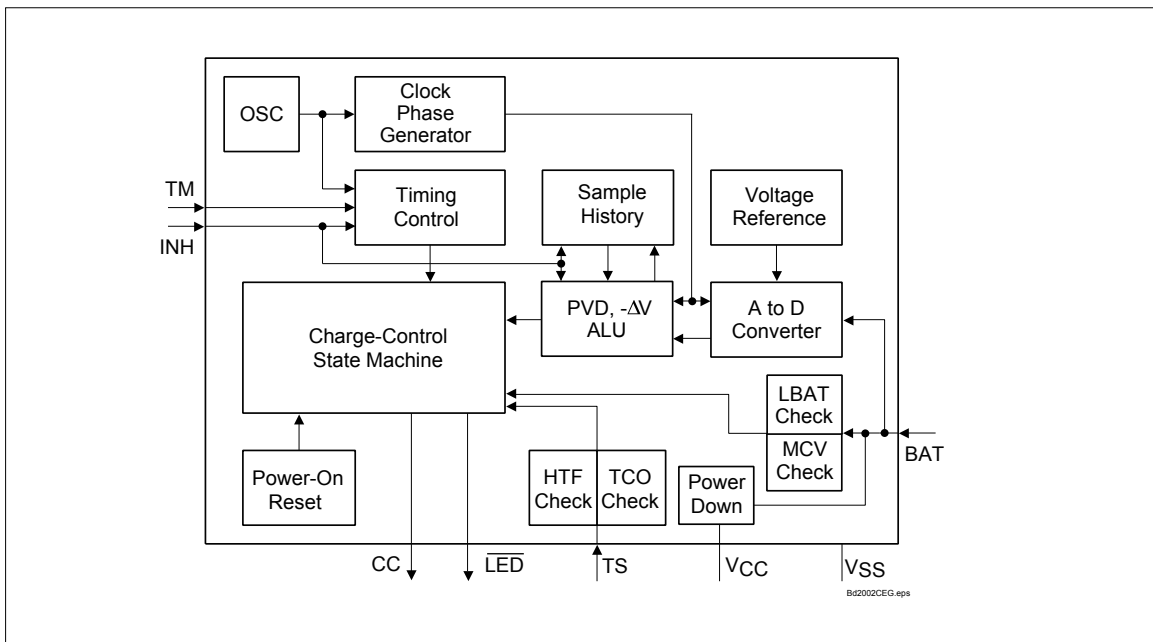 OSC
Clock
Phase
Generator
TM
INH
Timing
Control
Sample
History
Voltage
Reference
Charge-Control
State Machine
PVD, -ΔV
ALU
A to D
Converter
LBAT
Check
MCV
Check
BAT
Power-On
Reset
HTF
Check
TCO
Check
Power
Down
CC
LED
TS
VCC
VSS
Bd2002CEG.eps